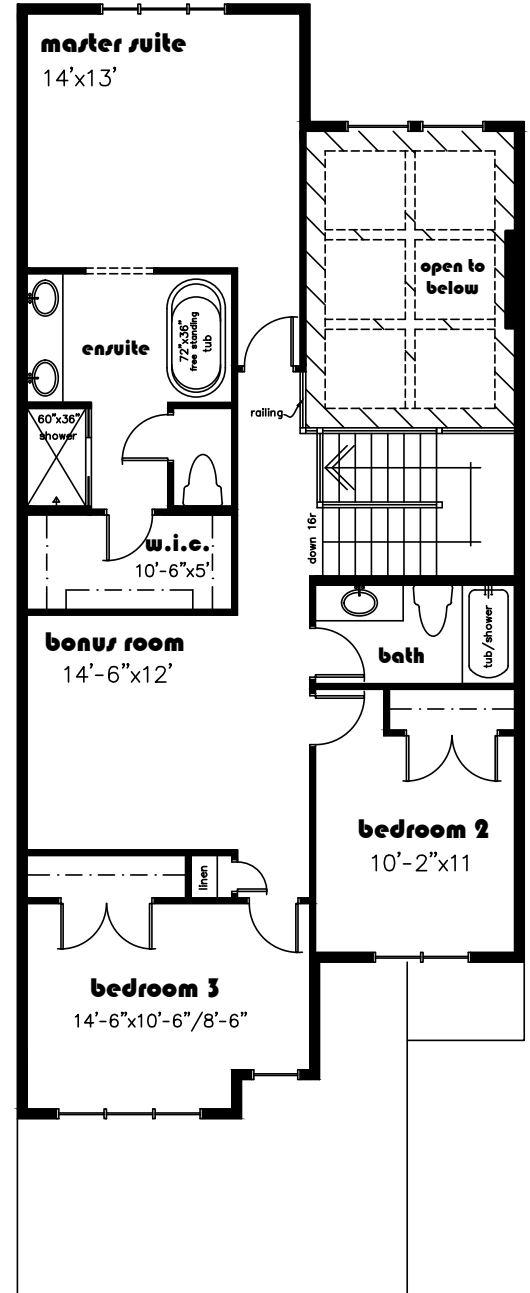 master suite
14'x13'
open to
below
ensuite
72"x36"
free standing
tub
railing
60"x36"
shower
down 16r
w.i.c.
10'-6"x5'
bath
tub/shower
bonus room
14'-6"x12'
bedroom 2
10'-2"x11
linen
bedroom 3
14'-6"x10'-6"/8'-6"